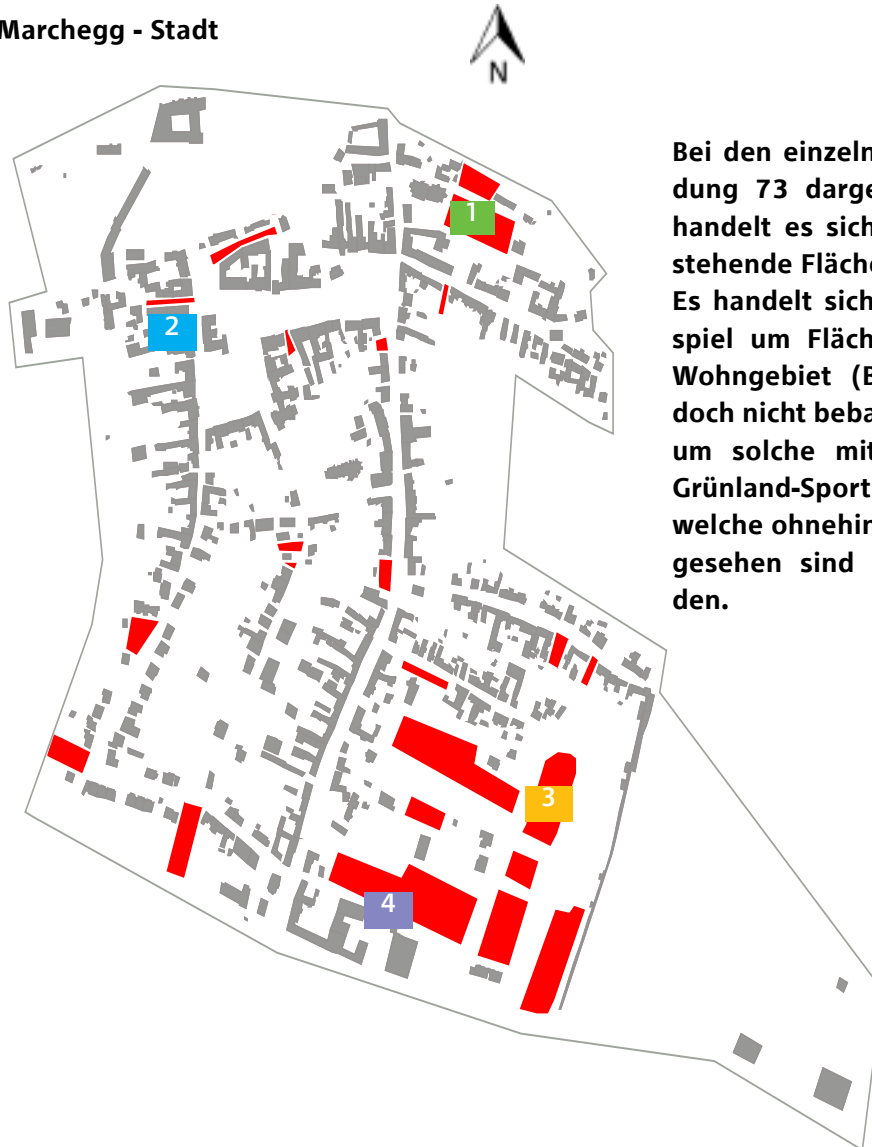 Marchegg - Stadt
N
Bei den einzeln
dung 73 darge
handelt es sich
stehende Fläche
Es handelt sich
spiel um Fläch
Wohngebiet (B
doch nicht beba
um solche mit
Grünland-Sport
welche ohnehin
gesehen sind
den.
1
2
3
4